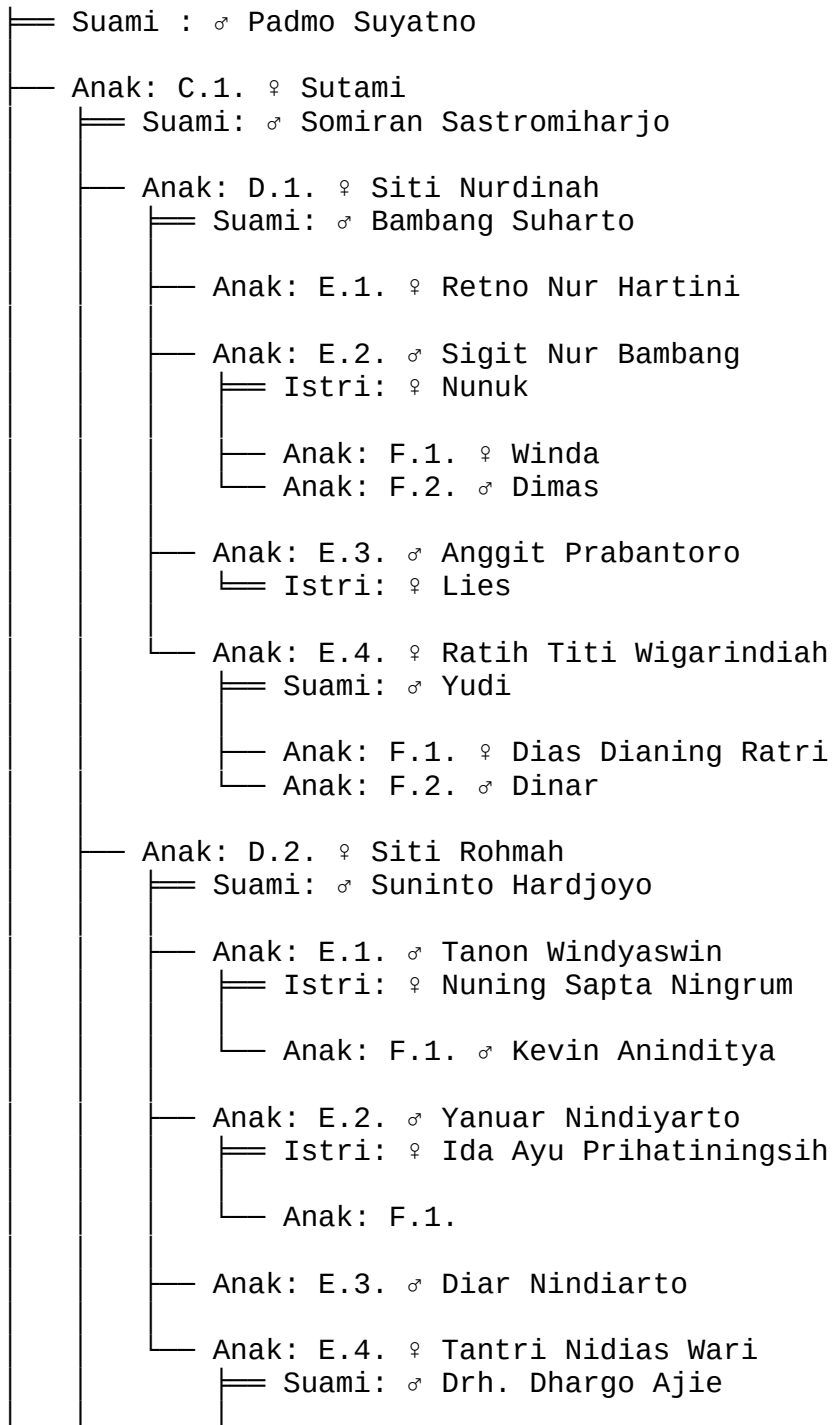 Suami : ♂ Padmo Suyatno
Anak: C.1. ♀ Sutami
Suami: ♂ Somiran Sastromiharjo
Anak: D.1. ♀ Siti Nurdinah
Suami: ♂ Bambang Suharto
Anak: E.1. ♀ Retno Nur Hartini
Anak: E.2. ♂ Sigit Nur Bambang
Istri: ♀ Nunuk
Anak: F.1. ♀ Winda
Anak: F.2. ♂ Dimas
Anak: E.3. ♂ Anggit Prabantoro
Istri: ♀ Lies
Anak: E.4. ♀ Ratih Titi Wigarindiah
Suami: ♂ Yudi
Anak: F.1. ♀ Dias Dianing Ratri
Anak: F.2. ♂ Dinar
Anak: D.2. ♀ Siti Rohmah
Suami: ♂ Suninto Hardjoyo
Anak: E.1. ♂ Tanon Windyaswin
Istri: ♀ Nuning Sapta Ningrum
Anak: F.1. ♂ Kevin Aninditya
Anak: E.2. ♂ Yanuar Nindiyarto
Istri: ♀ Ida Ayu Prihatiningsih
Anak: F.1.
Anak: E.3. ♂ Diar Nindiarto
Anak: E.4. ♀ Tantri Nidias Wari
Suami: ♂ Drh. Dhargo Ajie